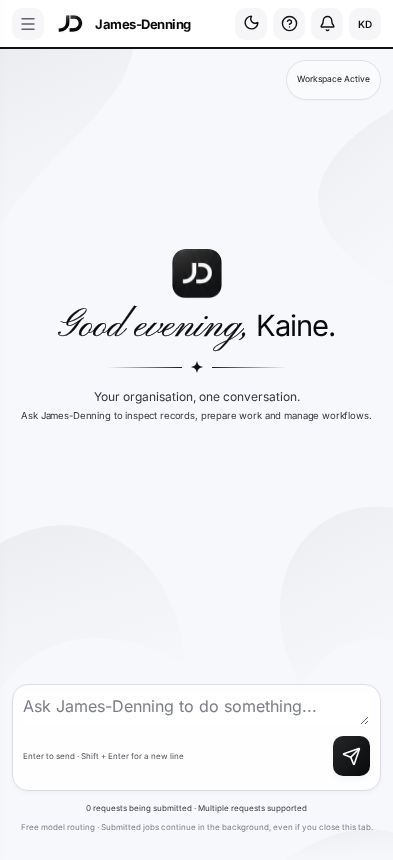 JD James-Denning KD
Workspace Active
JD
Good evening, Kaine.
Your organisation, one conversation.
Ask James-Denning to inspect records, prepare work and manage workflows.
Ask James-Denning to do something...
Enter to send · Shift + Enter for a new line
0 requests being submitted · Multiple requests supported
Free model routing · Submitted jobs continue in the background, even if you close this tab.